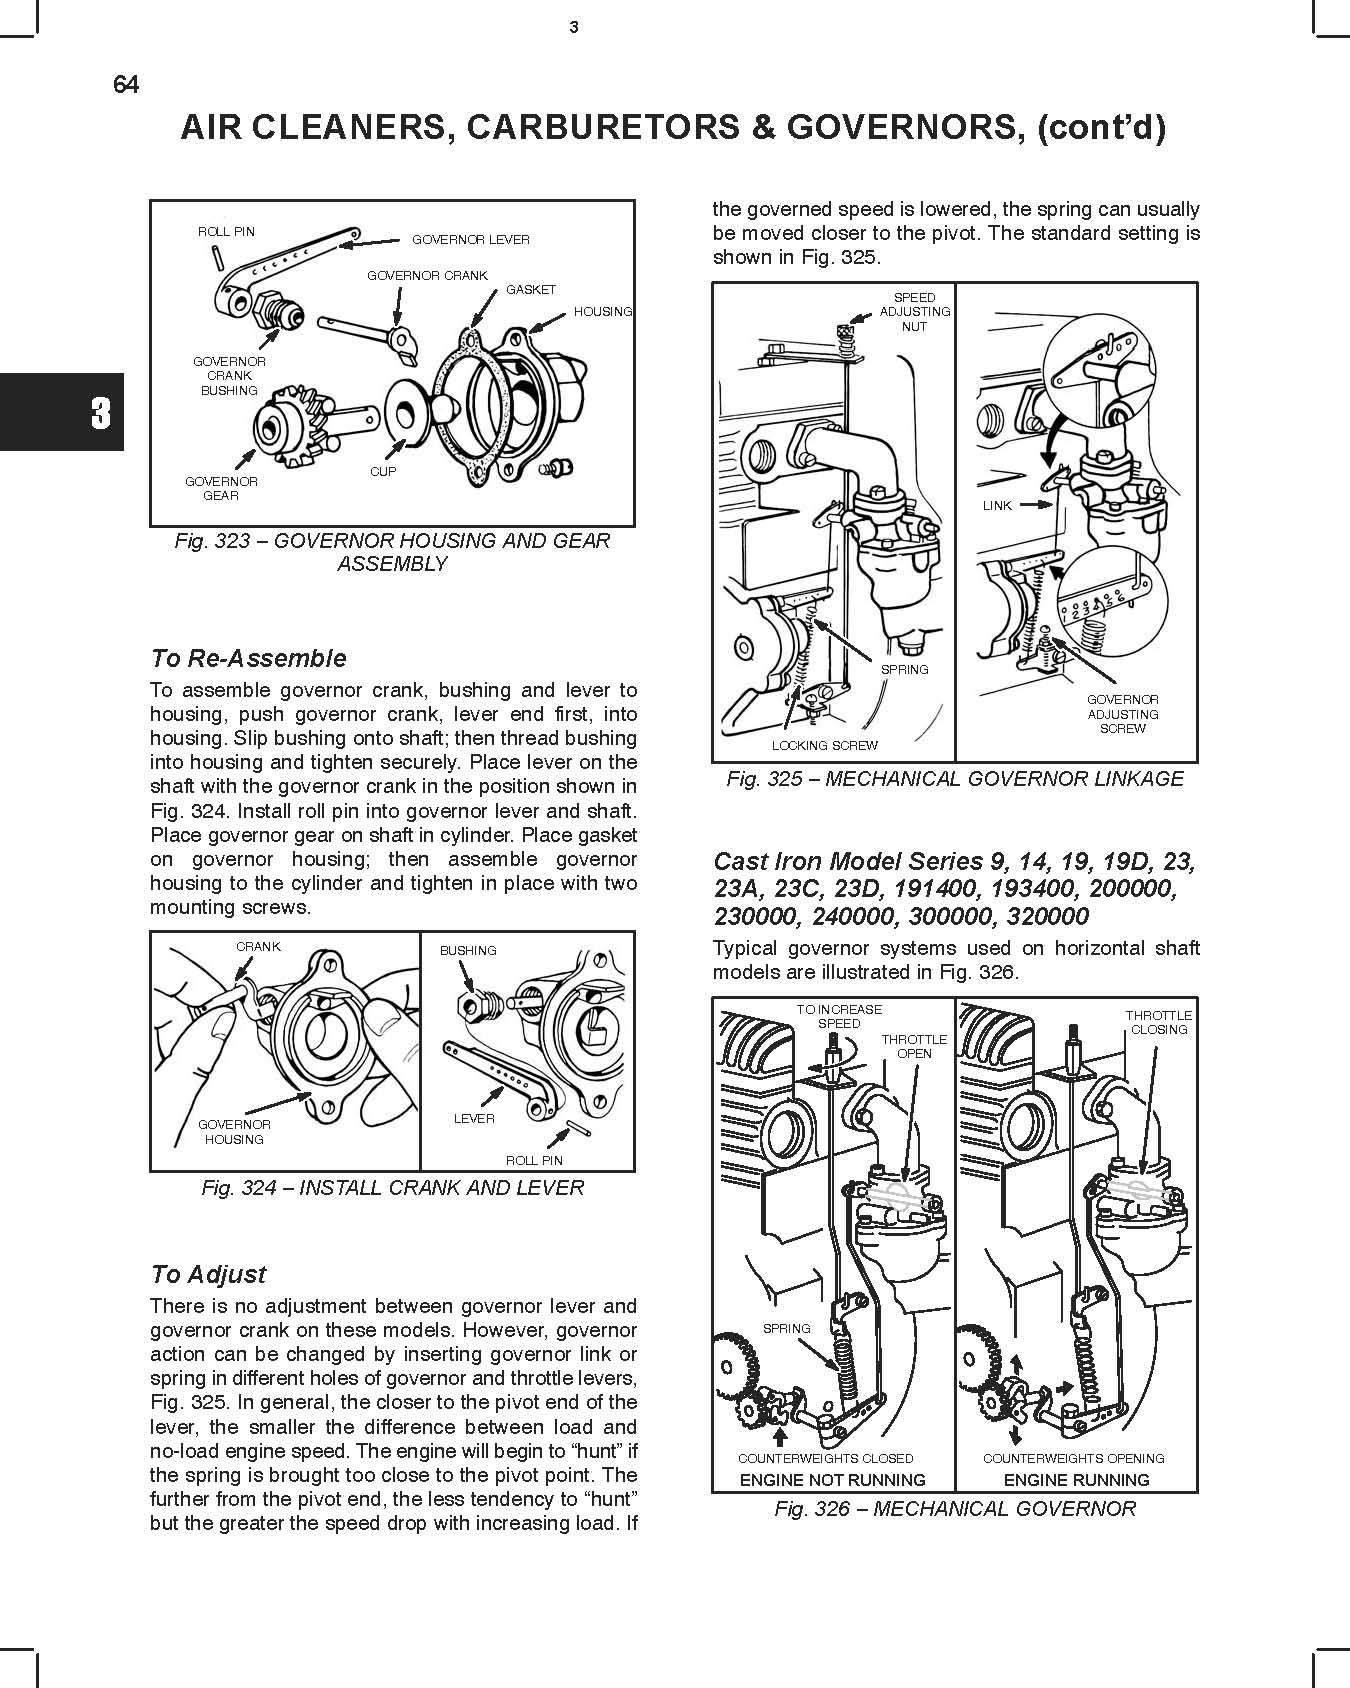 3
64
AIR CLEANERS, CARBURETORS & GOVERNORS, (cont’d)
3
ROLL PIN
GOVERNOR LEVER
GOVERNOR CRANK
GASKET
HOUSING
GOVERNOR
CRANK
BUSHING
CUP
GOVERNOR
GEAR
Fig. 323 – GOVERNOR HOUSING AND GEAR
ASSEMBLY
To Re-Assemble
To assemble governor crank, bushing and lever to
housing, push governor crank, lever end first, into
housing. Slip bushing onto shaft; then thread bushing
into housing and tighten securely. Place lever on the
shaft with the governor crank in the position shown in
Fig. 324. Install roll pin into governor lever and shaft.
Place governor gear on shaft in cylinder. Place gasket
on governor housing; then assemble governor
housing to the cylinder and tighten in place with two
mounting screws.
CRANK
GOVERNOR
HOUSING
BUSHING
LEVER
ROLL PIN
Fig. 324 – INSTALL CRANK AND LEVER
To Adjust
There is no adjustment between governor lever and
governor crank on these models. However, governor
action can be changed by inserting governor link or
spring in different holes of governor and throttle levers,
Fig. 325. In general, the closer to the pivot end of the
lever, the smaller the difference between load and
no-load engine speed. The engine will begin to “hunt” if
the spring is brought too close to the pivot point. The
further from the pivot end, the less tendency to “hunt”
but the greater the speed drop with increasing load. If
the governed speed is lowered, the spring can usually
be moved closer to the pivot. The standard setting is
shown in Fig. 325.
SPEED
ADJUSTING
NUT
SPRING
LOCKING SCREW
LINK
1 2 3 4 5 6
GOVERNOR
ADJUSTING
SCREW
Fig. 325 – MECHANICAL GOVERNOR LINKAGE
Cast Iron Model Series 9, 14, 19, 19D, 23,
23A, 23C, 23D, 191400, 193400, 200000,
230000, 240000, 300000, 320000
Typical governor systems used on horizontal shaft
models are illustrated in Fig. 326.
TO INCREASE
SPEED
THROTTLE
OPEN
SPRING
COUNTERWEIGHTS CLOSED
ENGINE NOT RUNNING
THROTTLE
CLOSING
COUNTERWEIGHTS OPENING
ENGINE RUNNING
Fig. 326 – MECHANICAL GOVERNOR